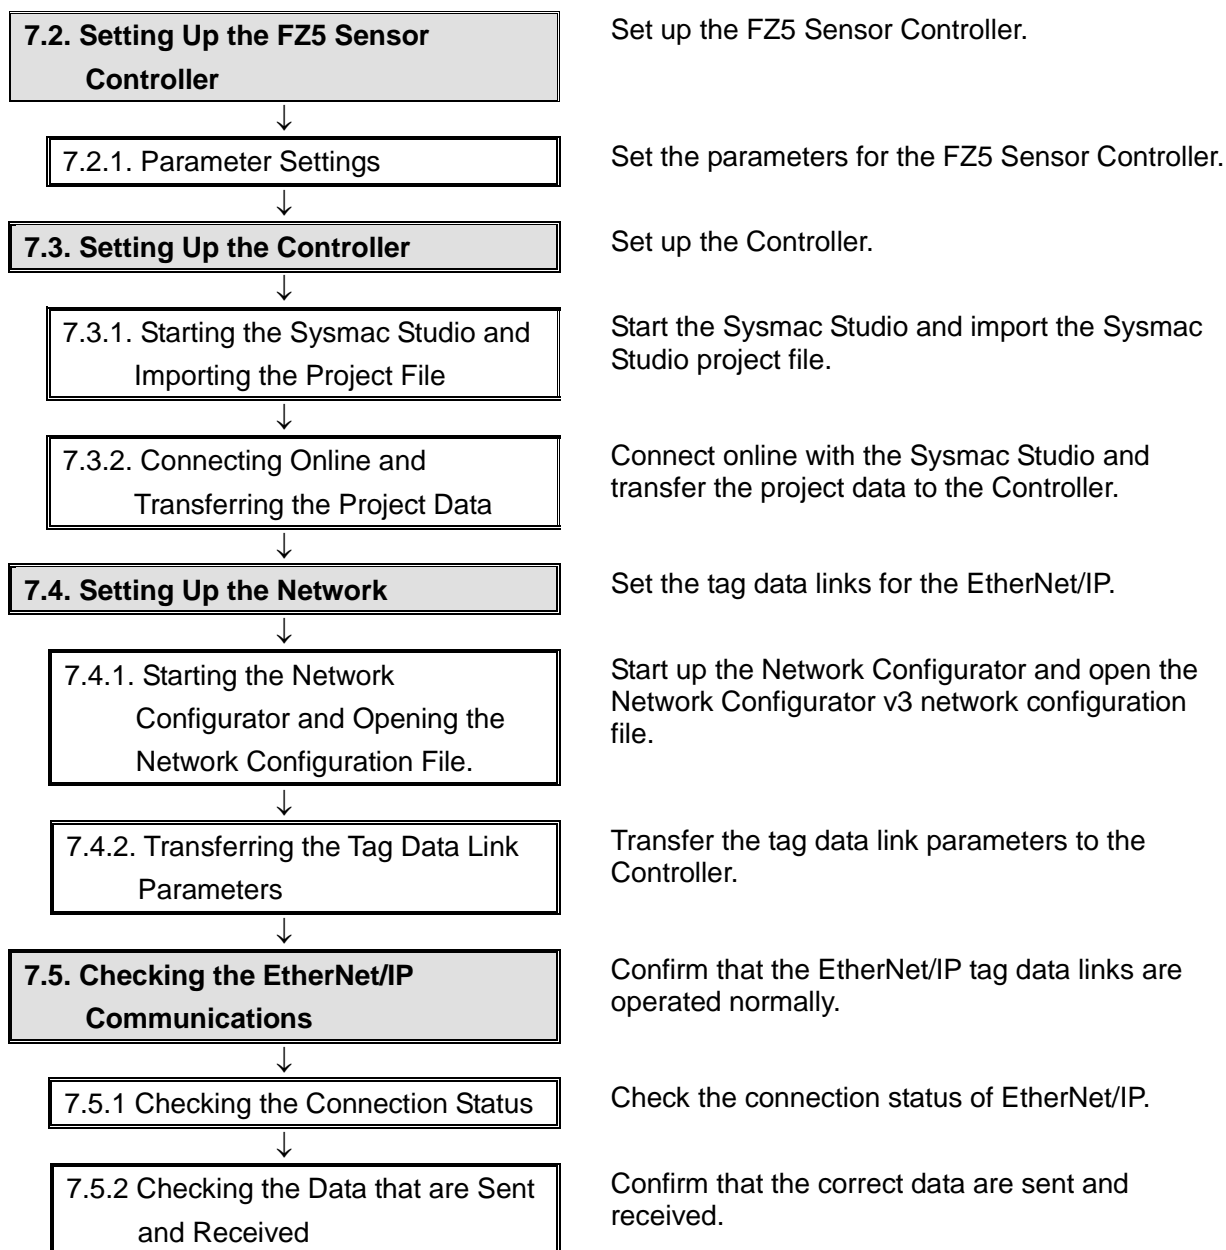 7.2. Setting Up the FZ5 Sensor
Controller
Set up the FZ5 Sensor Controller.
↓
7.2.1. Parameter Settings
Set the parameters for the FZ5 Sensor Controller.
↓
7.3. Setting Up the Controller
Set up the Controller.
↓
7.3.1. Starting the Sysmac Studio and
Importing the Project File
Start the Sysmac Studio and import the Sysmac
Studio project file.
↓
7.3.2. Connecting Online and
Transferring the Project Data
Connect online with the Sysmac Studio and
transfer the project data to the Controller.
↓
7.4. Setting Up the Network
Set the tag data links for the EtherNet/IP.
↓
7.4.1. Starting the Network
Configurator and Opening the
Network Configuration File.
Start up the Network Configurator and open the
Network Configurator v3 network configuration
file.
↓
7.4.2. Transferring the Tag Data Link
Parameters
Transfer the tag data link parameters to the
Controller.
↓
7.5. Checking the EtherNet/IP
Communications
Confirm that the EtherNet/IP tag data links are
operated normally.
↓
7.5.1 Checking the Connection Status
Check the connection status of EtherNet/IP.
↓
7.5.2 Checking the Data that are Sent
and Received
Confirm that the correct data are sent and
received.